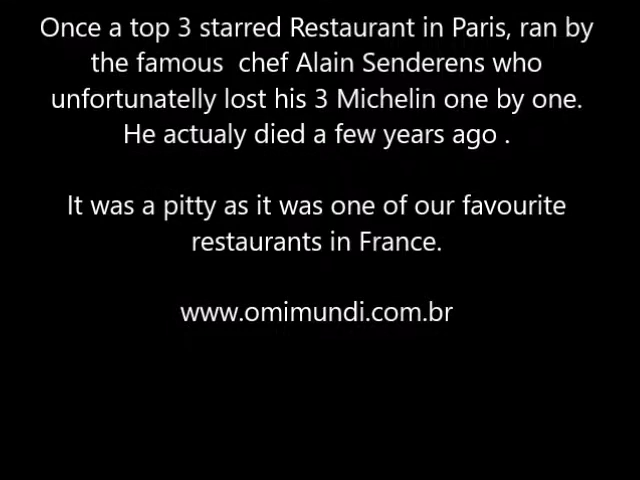 Once a top 3 starred Restaurant in Paris, ran by
the famous  chef Alain Senderens who
unfortunatelly lost his 3 Michelin one by one.
He actualy died a few years ago .
It was a pitty as it was one of our favourite
restaurants in France.
www.omimundi.com.br